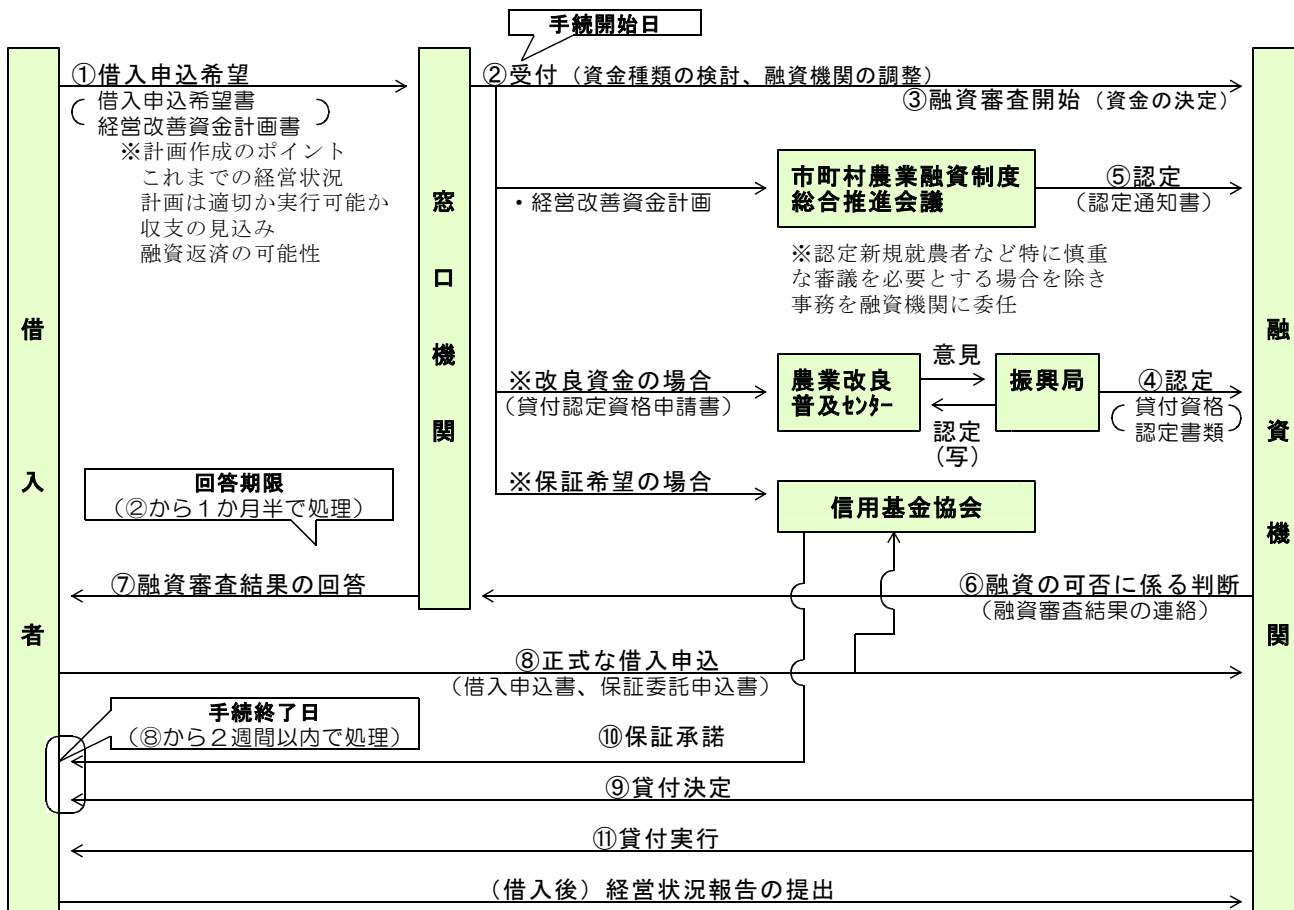 手続開始日
①借入申込希望
借入申込希望書
経営改善資金計画書
※計画作成のポイント
これまでの経営状況
計画は適切か実行可能か
収支の見込み
融資返済の可能性
②受付（資金種類の検討、融資機関の調整）
③融資審査開始（資金の決定）
・経営改善資金計画
市町村農業融資制度
総合推進会議
⑤認定
（認定通知書）
※認定新規就農者など特に慎重
な審議を必要とする場合を除き
事務を融資機関に委任
借入者
窓口機関
融資機関
※改良資金の場合
（貸付認定資格申請書）
農業改良
普及ｾﾝﾀｰ
意見
認定
（写）
振興局
④認定
貸付資格
認定書類
※保証希望の場合
信用基金協会
回答期限
（②から１か月半で処理）
⑦融資審査結果の回答
⑥融資の可否に係る判断
（融資審査結果の連絡）
⑧正式な借入申込
（借入申込書、保証委託申込書）
手続終了日
（⑧から２週間以内で処理）
⑩保証承諾
⑨貸付決定
⑪貸付実行
（借入後）経営状況報告の提出